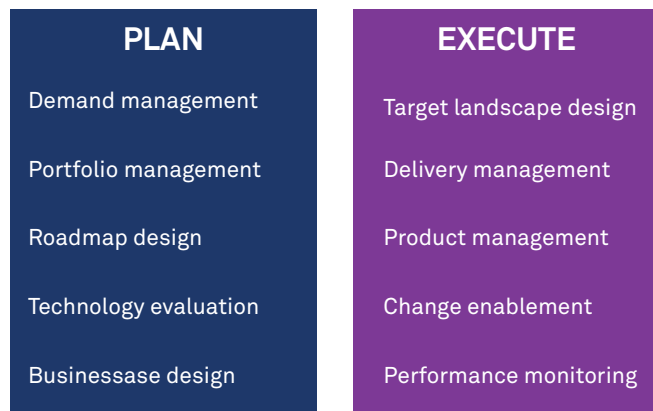 PLAN
Demand management
Portfolio management
Roadmap design
Technology evaluation
Businessase design
EXECUTE
Target landscape design
Delivery management
Product management
Change enablement
Performance monitoring